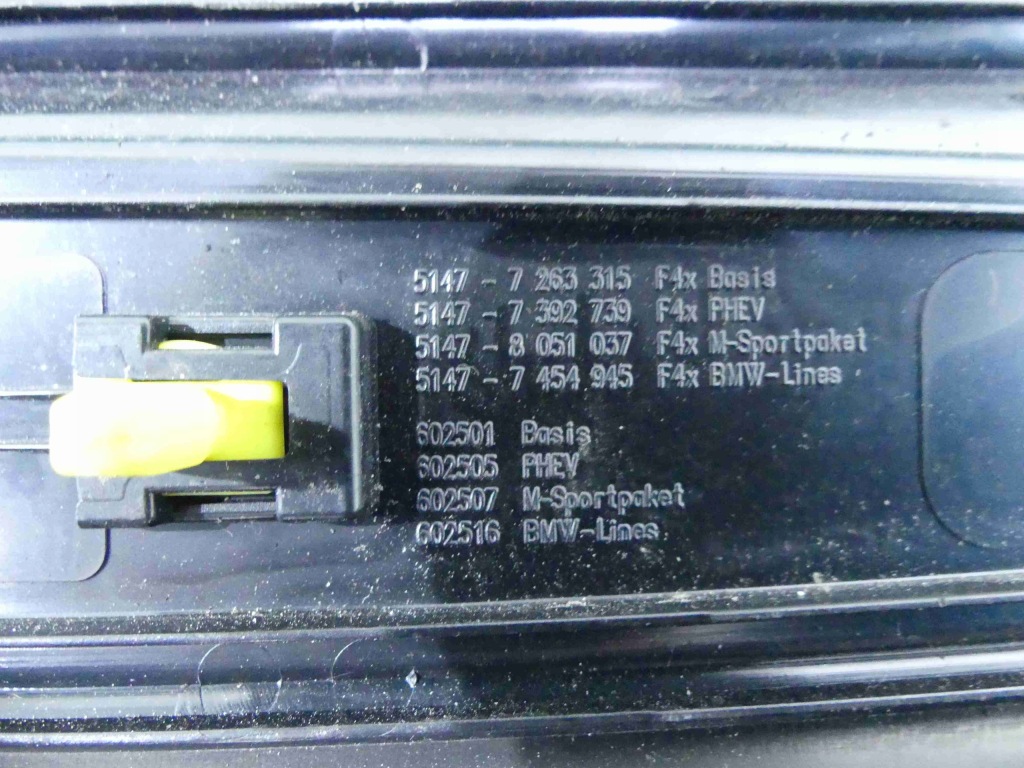 5147 - 7 263 315 F4x Basis
5147 - 7 392 739 F4x PHEV
5147 - 8 051 037 F4x M-Sportpaket
5147 - 7 454 945 F4x BMW-Lines
602501 Basis
602505 PHEV
602507 M-Sportpaket
602516 BMW-Lines